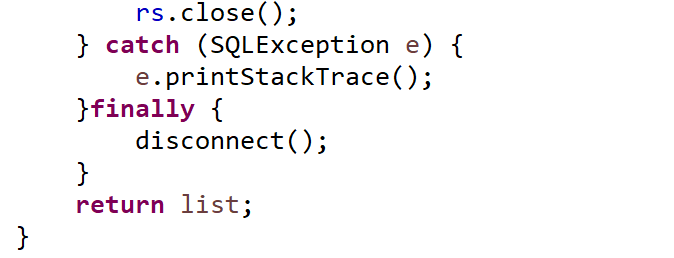 rs.close();
} catch (SQLException e) {
e.printStackTrace();
}finally {
disconnect();
}
return list;
}